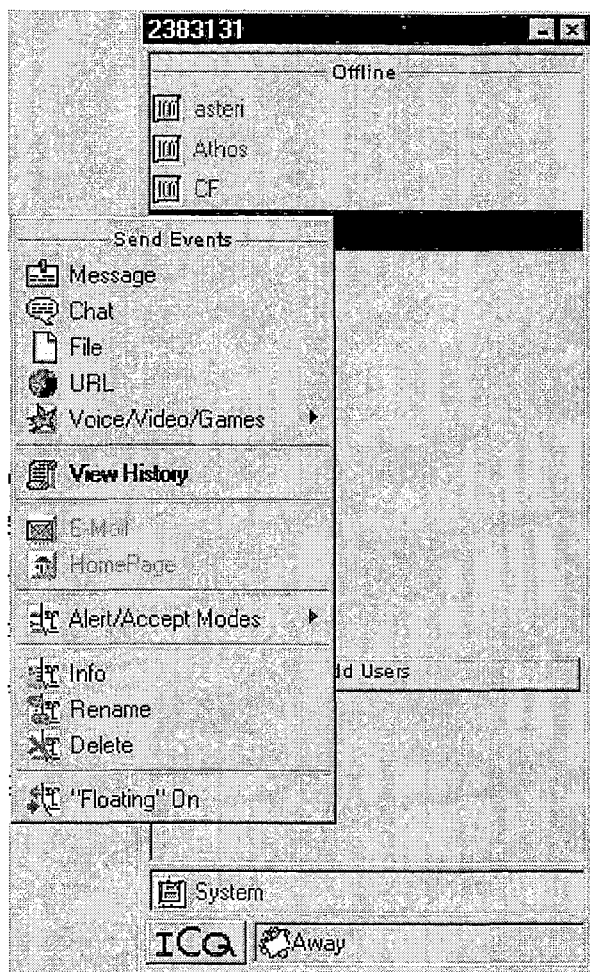 2383131
Offline
asteri
Athos
CF
Send Events
Message
Chat
File
URL
Voice/Video/Games
View History
E-Mail
HomePage
Alert/Accept Modes
Info
dd Users
Rename
Delete
"Floating" On
System
ICQ
Away